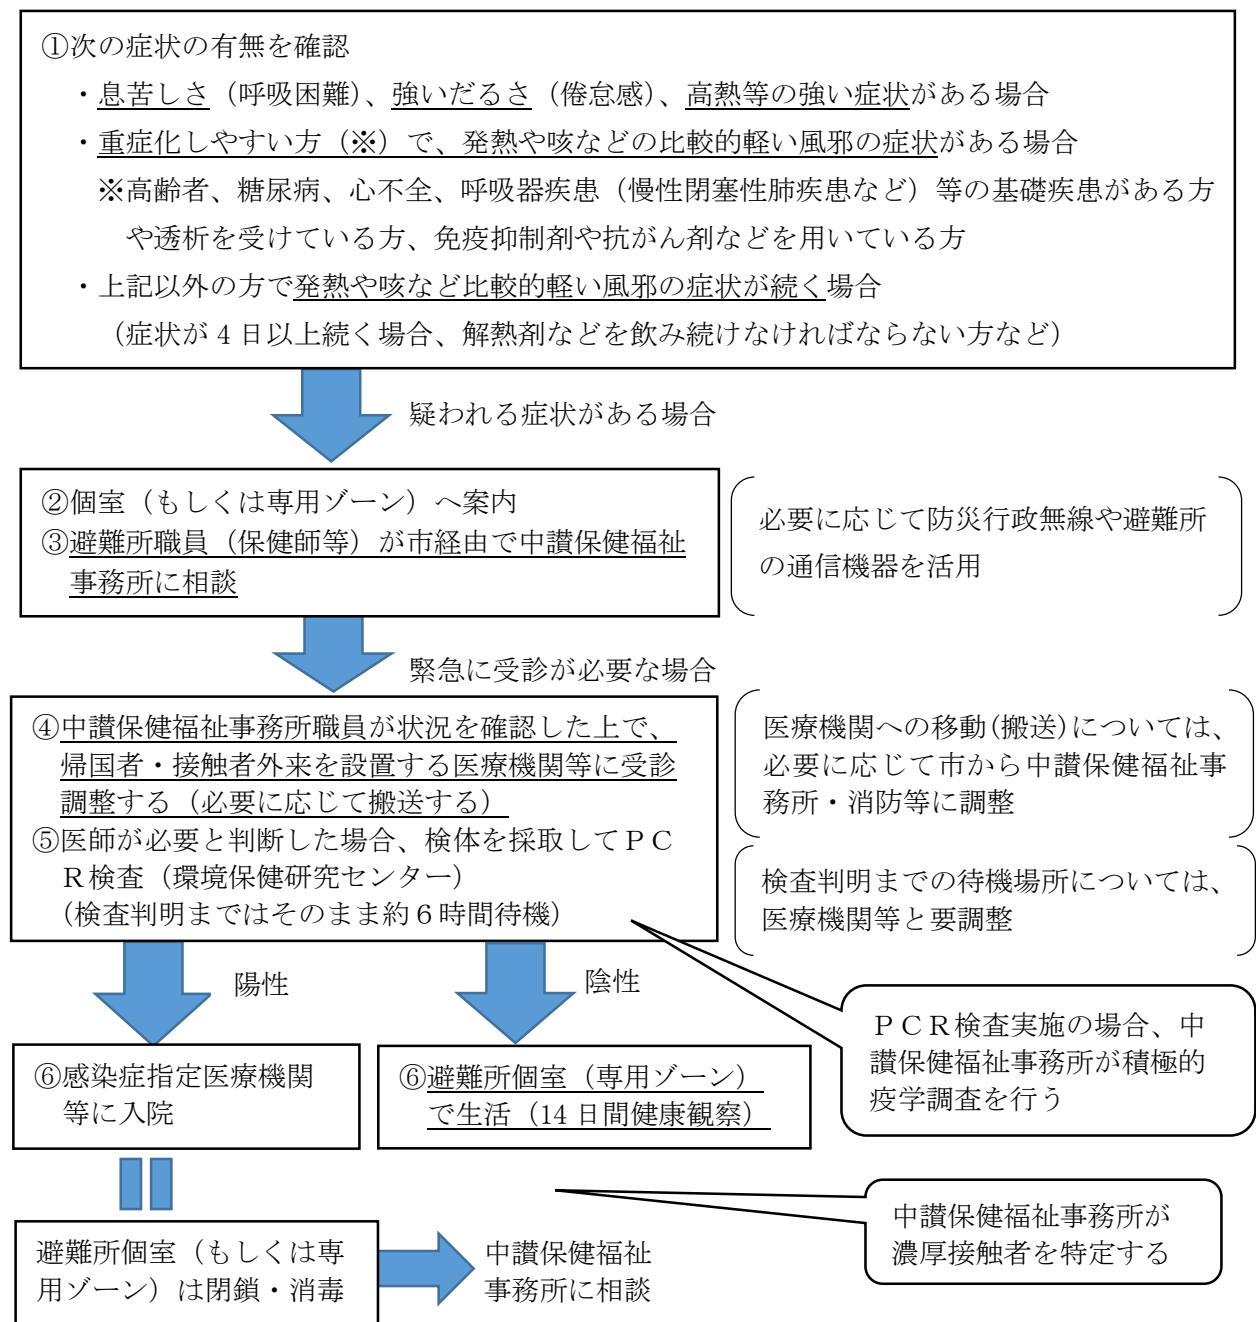 ①次の症状の有無を確認
・息苦しさ（呼吸困難）、強いだるさ（倦怠感）、高熱等の強い症状がある場合
・重症化しやすい方（※）で、発熱や咳などの比較的軽い風邪の症状がある場合
※高齢者、糖尿病、心不全、呼吸器疾患（慢性閉塞性肺疾患など）等の基礎疾患がある方
や透析を受けている方、免疫抑制剤や抗がん剤などを用いている方
・上記以外の方で発熱や咳など比較的軽い風邪の症状が続く場合
（症状が 4 日以上続く場合、解熱剤などを飲み続けなければならない方など）
疑われる症状がある場合
②個室（もしくは専用ゾーン）へ案内
③避難所職員（保健師等）が市経由で中讃保健福祉
事務所に相談
必要に応じて防災行政無線や避難所
の通信機器を活用
緊急に受診が必要な場合
④中讃保健福祉事務所職員が状況を確認した上で、
帰国者・接触者外来を設置する医療機関等に受診
調整する（必要に応じて搬送する）
⑤医師が必要と判断した場合、検体を採取してＰＣ
Ｒ検査（環境保健研究センター）
（検査判明まではそのまま約６時間待機）
医療機関への移動（搬送）については、
必要に応じて市から中讃保健福祉事
務所・消防等に調整
検査判明までの待機場所については、
医療機関等と要調整
陽性
陰性
ＰＣＲ検査実施の場合、中
讃保健福祉事務所が積極的
疫学調査を行う
⑥感染症指定医療機関
等に入院
⑥避難所個室（専用ゾーン）
で生活（14 日間健康観察）
中讃保健福祉事務所が
濃厚接触者を特定する
避難所個室（もしくは専
用ゾーン）は閉鎖・消毒
中讃保健福祉
事務所に相談